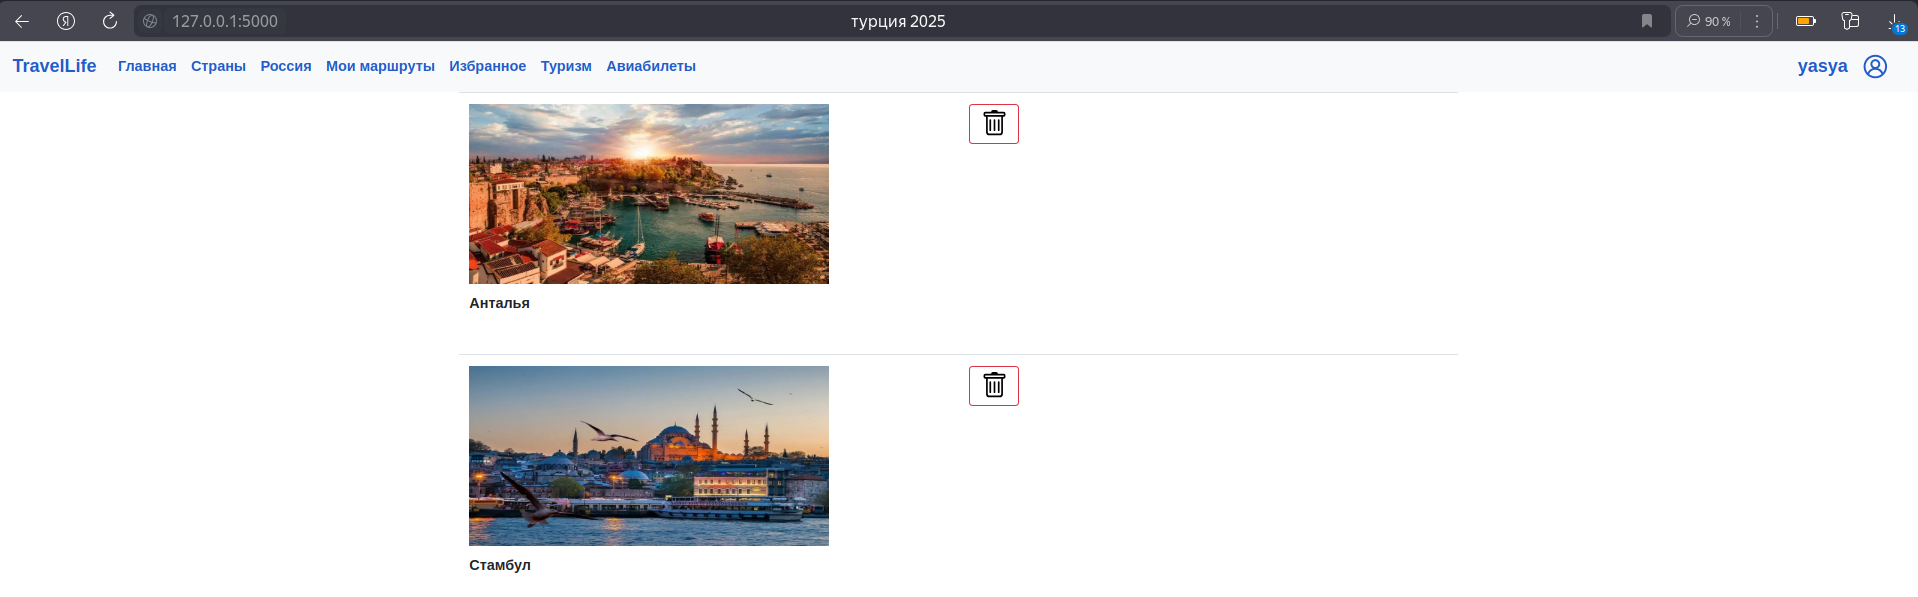 127.0.0.1:5000 турция 2025 90 % 13
TravelLife Главная Страны Россия Мои маршруты Избранное Туризм Авиабилеты yasya
Анталья
Стамбул